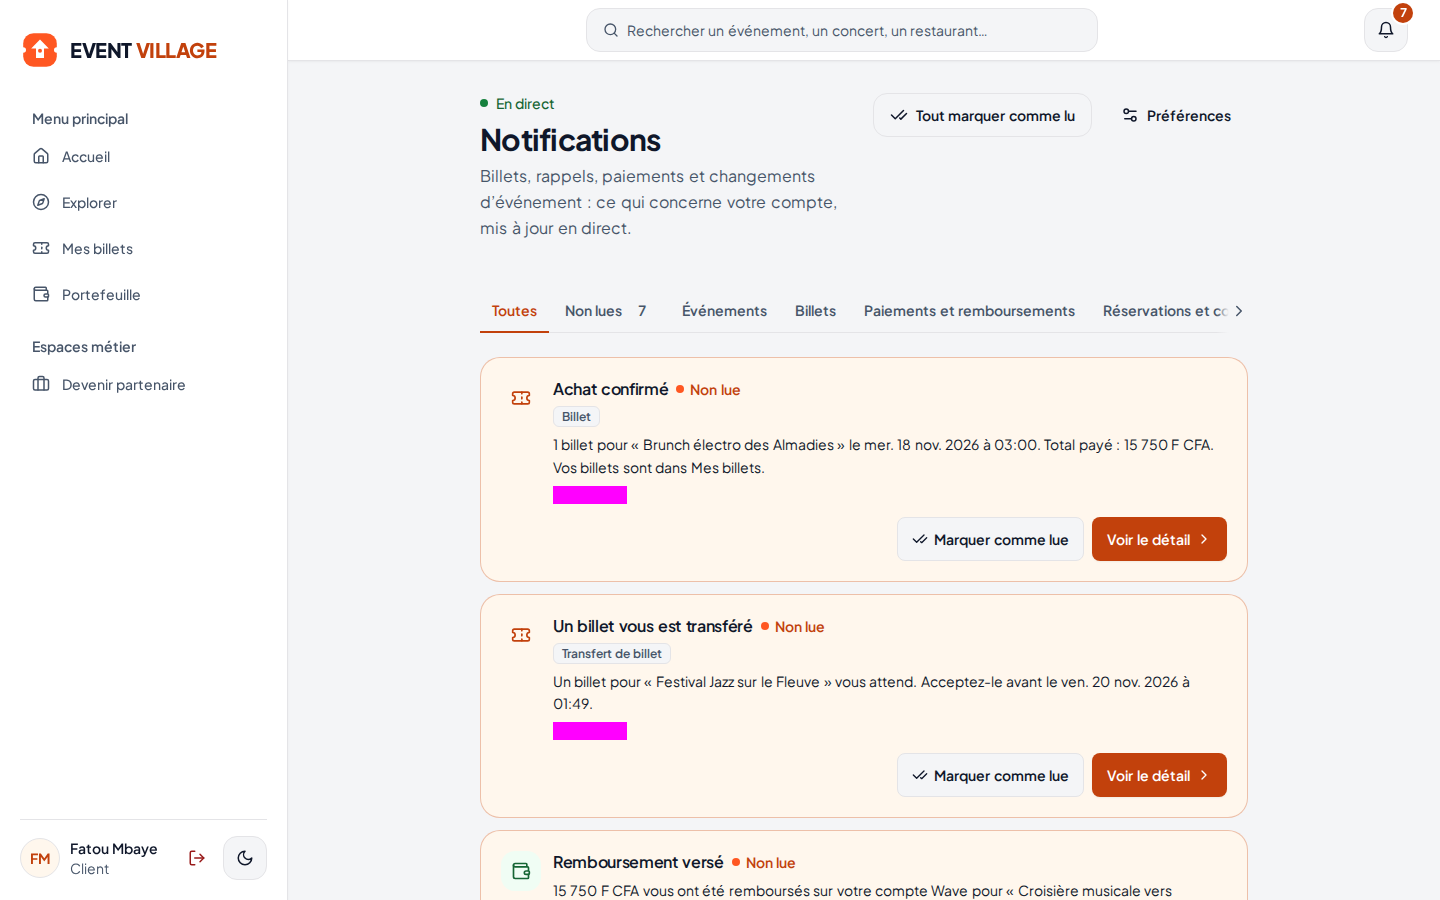 EVENT VILLAGE
Rechercher un événement, un concert, un restaurant…
7
Menu principal
Accueil
Explorer
Mes billets
Portefeuille
Espaces métier
Devenir partenaire
FM
Fatou Mbaye
Client
En direct
Notifications
Billets, rappels, paiements et changements
d’événement : ce qui concerne votre compte,
mis à jour en direct.
Tout marquer comme lu
Préférences
Toutes
Non lues 7
Événements
Billets
Paiements et remboursements
Réservations et
Achat confirmé
Non lue
Billet
1 billet pour « Brunch électro des Almadies » le mer. 18 nov. 2026 à 03:00. Total payé : 15 750 F CFA.
Vos billets sont dans Mes billets.
Marquer comme lue
Voir le détail
Un billet vous est transféré
Non lue
Transfert de billet
Un billet pour « Festival Jazz sur le Fleuve » vous attend. Acceptez-le avant le ven. 20 nov. 2026 à
01:49.
Marquer comme lue
Voir le détail
Remboursement versé
Non lue
15 750 F CFA vous ont été remboursés sur votre compte Wave pour « Croisière musicale vers